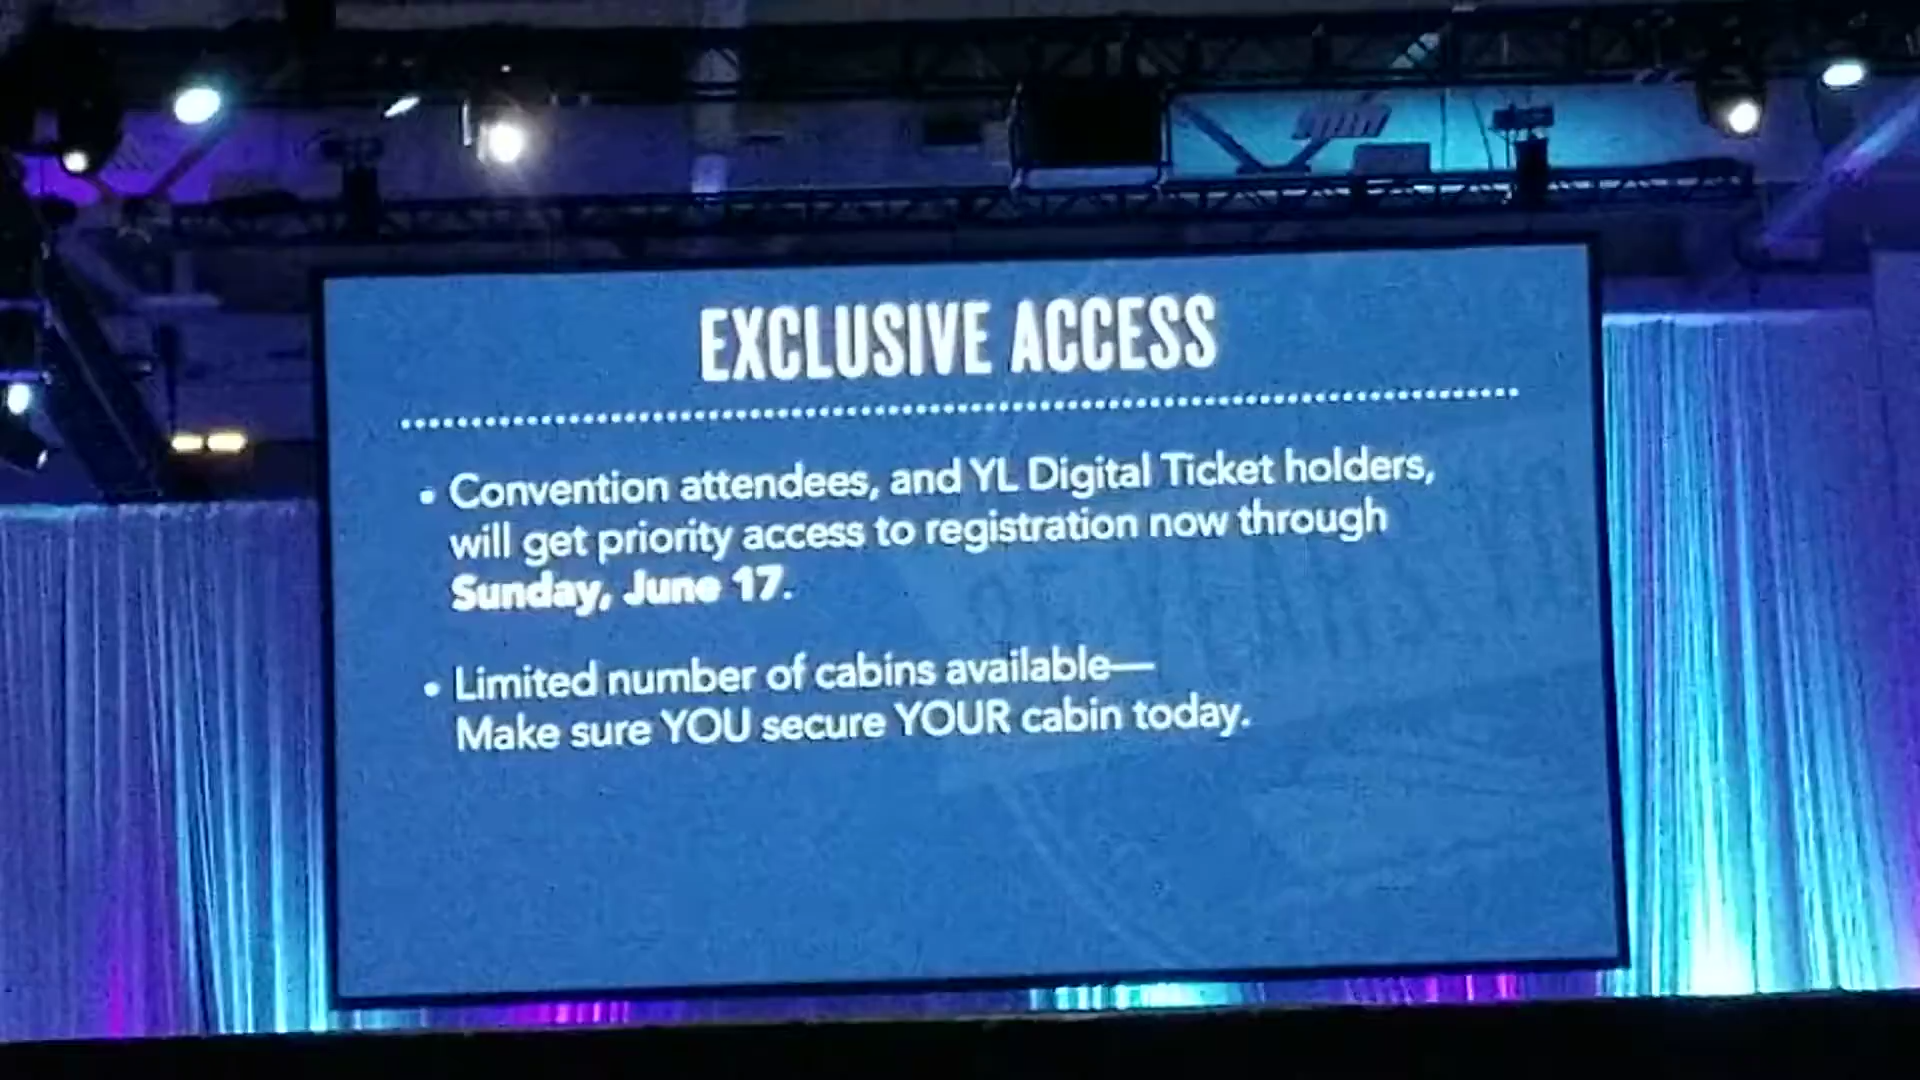 EXCLUSIVE ACCESS
• Convention attendees, and YL Digital Ticket holders,
will get priority access to registration now through
Sunday, June 17.
• Limited number of cabins available—
Make sure YOU secure YOUR cabin today.